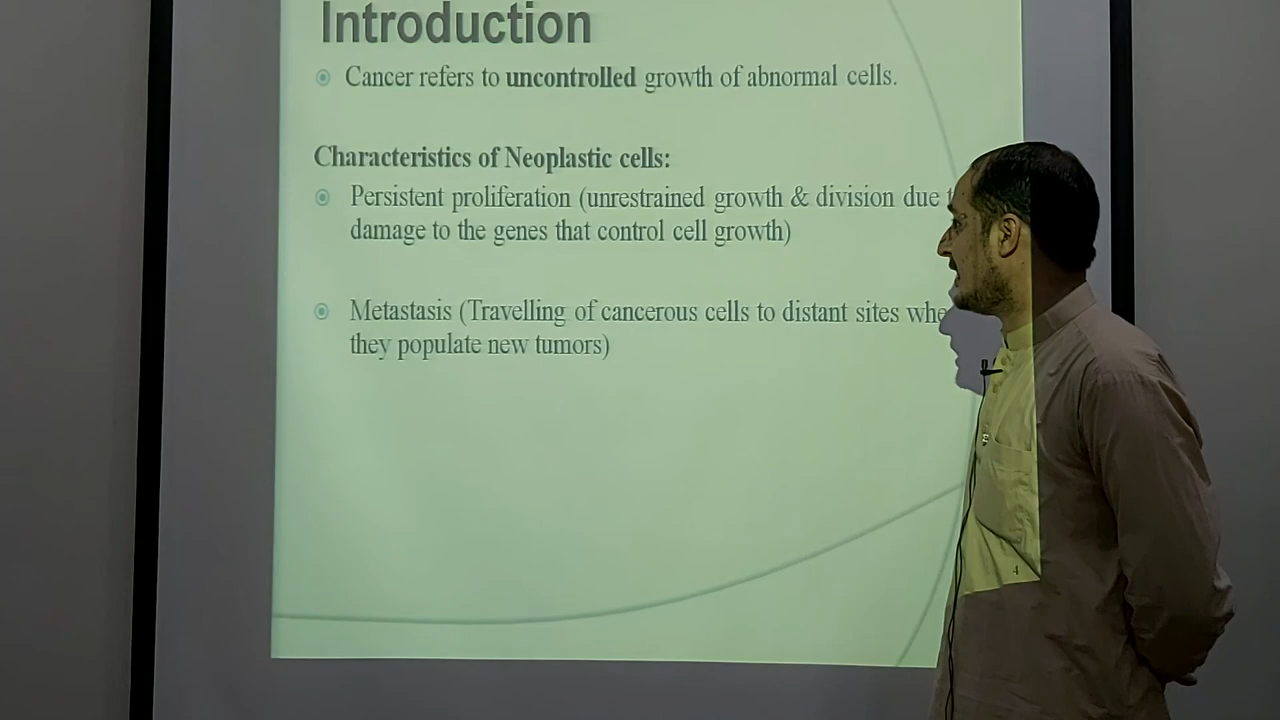 Introduction
Cancer refers to uncontrolled growth of abnormal cells.
Characteristics of Neoplastic cells:
Persistent proliferation (unrestrained growth & division due
damage to the genes that control cell growth)
Metastasis (Travelling of cancerous cells to distant sites
they populate new tumors)
4